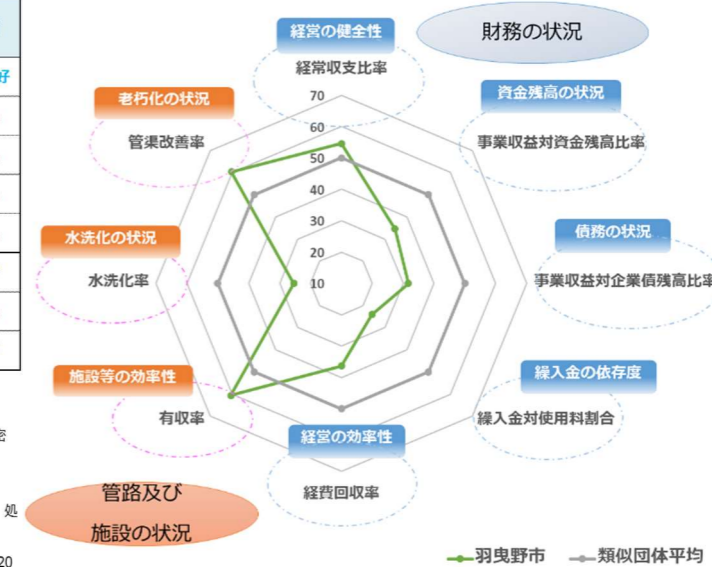 好
経営の健全性
経常収支比率
財務の状況
資金残高の状況
事業収益対資金残高比率
老朽化の状況
管渠改善率
70
60
50
40
30
20
10
債務の状況
事業収益対企業債残高比率
水洗化の状況
水洗化率
繰入金の依存度
繰入金対使用料割合
施設等の効率性
有収率
経営の効率性
経費回収率
密
処
20
管路及び
施設の状況
羽曳野市
類似団体平均